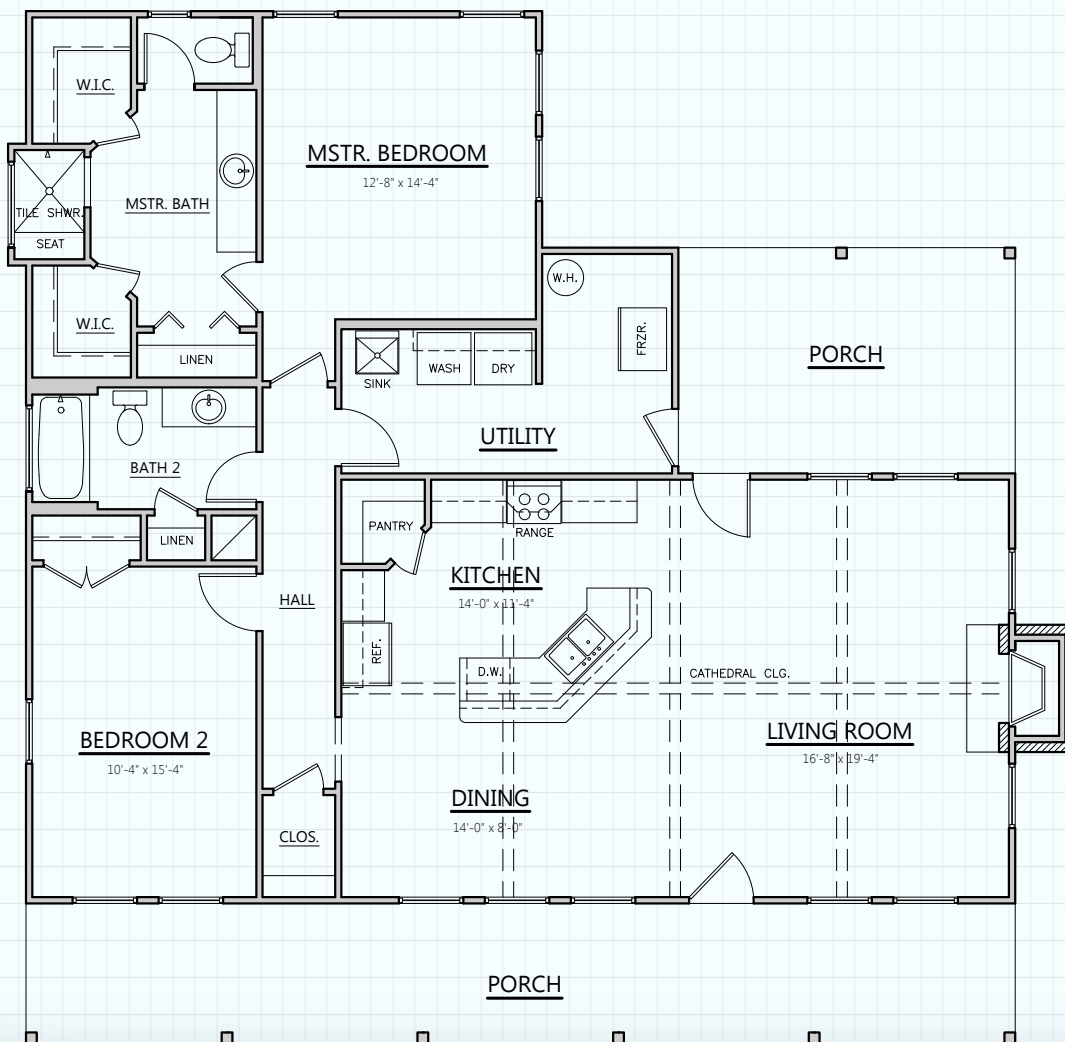 W.I.C.
MSTR. BEDROOM
12'-8" x 14'-4"
MSTR. BATH
TILE SHWR.
SEAT
W.H.
W.I.C.
FRZR.
PORCH
LINEN
WASH
DRY
SINK
UTILITY
BATH 2
PANTRY
RANGE
LINEN
KITCHEN
14'-0" x 11'-4"
HALL
REF.
D.W.
CATHEDRAL CLG.
LIVING ROOM
16'-8" x 19'-4"
BEDROOM 2
10'-4" x 15'-4"
DINING
14'-0" x 8'-0"
CLOS.
PORCH